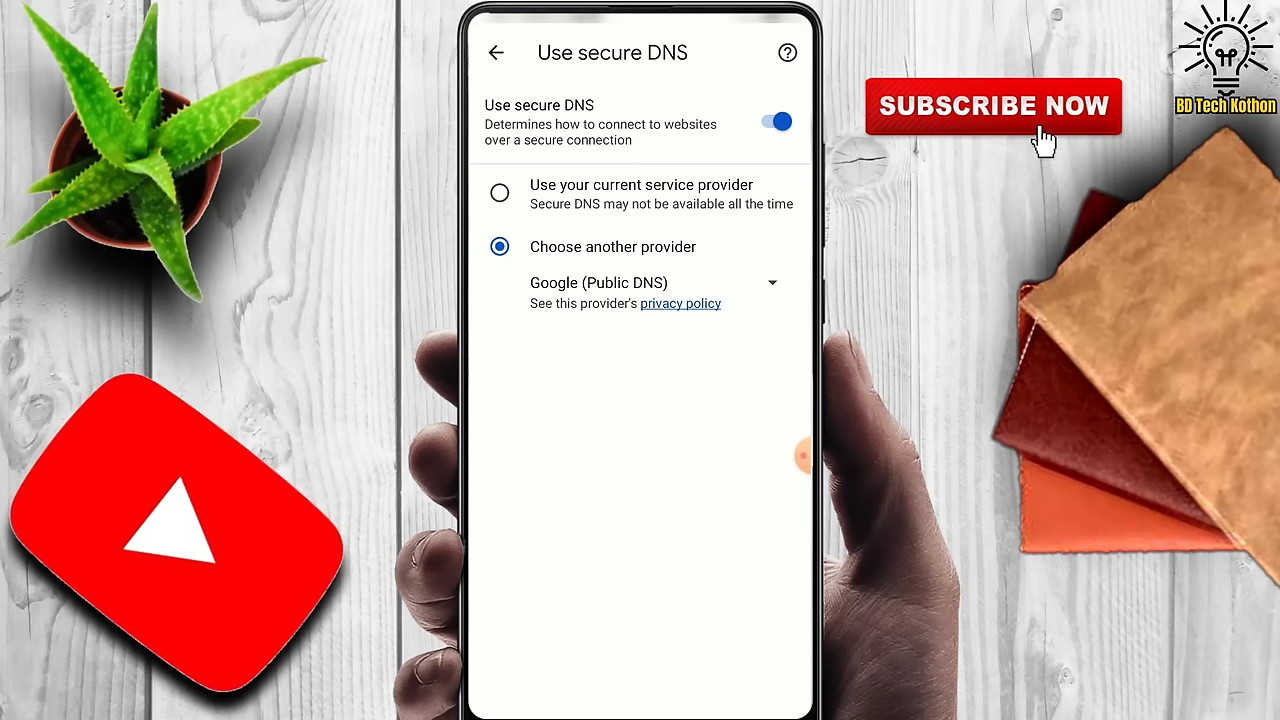 Use secure DNS
Use secure DNS
Determines how to connect to websites
over a secure connection
Use your current service provider
Secure DNS may not be available all the time
Choose another provider
Google (Public DNS)
See this provider's privacy policy
SUBSCRIBE NOW
BD Tech Kothon